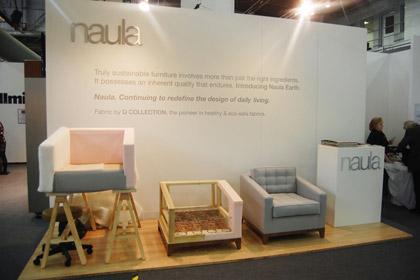 naula
Truly sustainable furniture involves more than just the right ingredients.
It possesses an inherent quality that endures. Introducing Naula Earth.
Naula. Continuing to redefine the design of daily living.
Fabric by Q COLLECTION, the pioneer in healthy & eco-safe fabrics.
llmi
naula